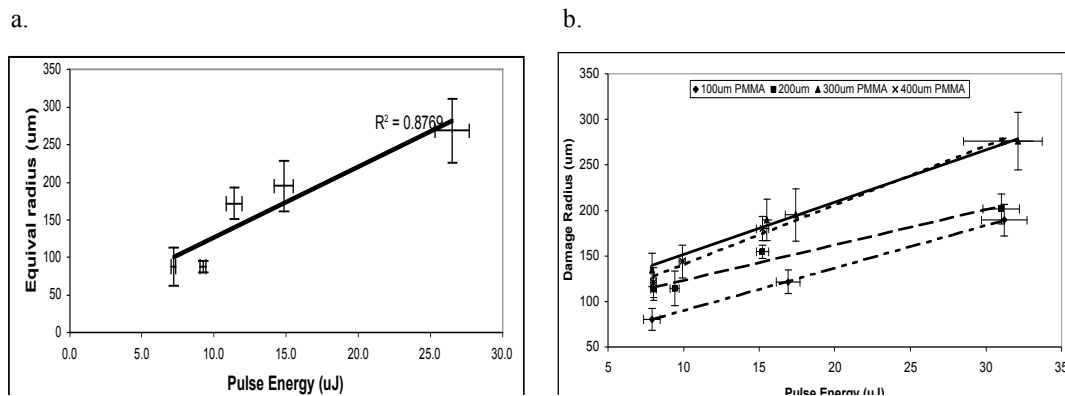 a.
b.
Equival radius (um)
350
300
250
200
150
100
50
0
R² = 0.8769
0.0 5.0 10.0 15.0 20.0 25.0 30.0
Pulse Energy (uJ)
Damage Radius (um)
350
300
250
200
150
100
50
100um PMMA 200um 300um PMMA 400um PMMA
5 10 15 20 25 30 35
Pulse Energy (uJ)